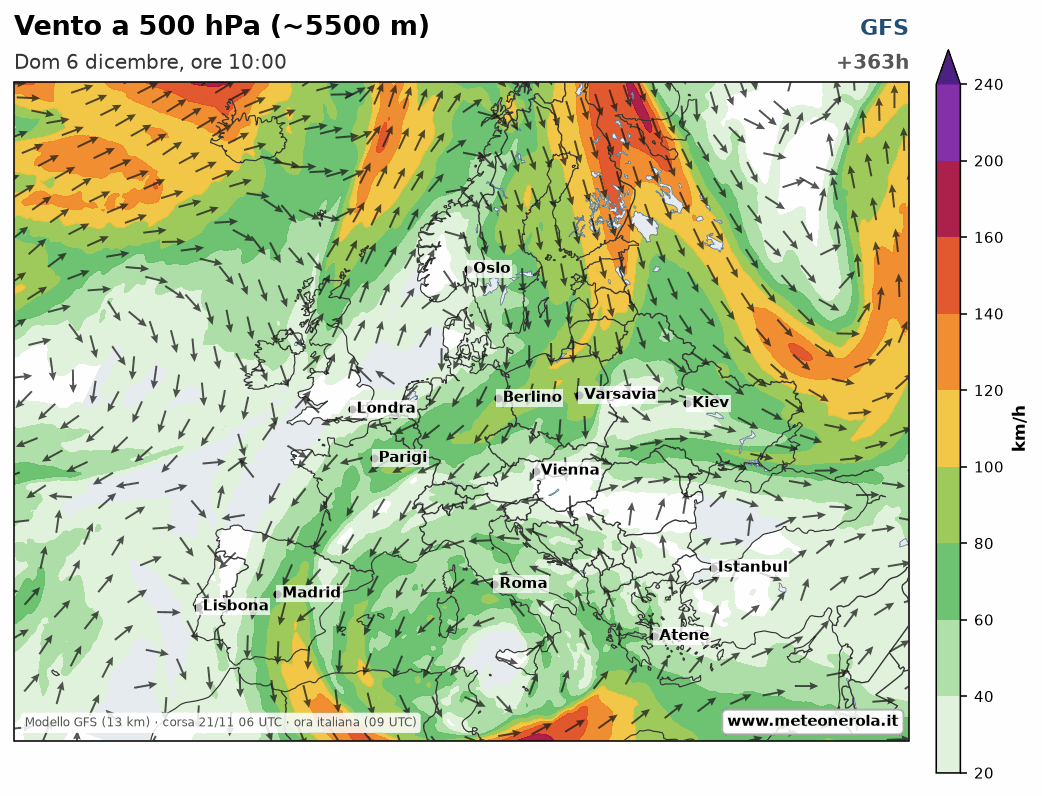 Vento a 500 hPa (~5500 m)
GFS
Dom 6 dicembre, ore 10:00
+363h
240
200
160
140
120
100
80
60
40
20
km/h
Oslo
Berlino
Varsavia
Kiev
Londra
Parigi
Vienna
Istanbul
Roma
Madrid
Lisbona
Atene
Modello GFS (13 km) · corsa 21/11 06 UTC · ora italiana (09 UTC)
www.meteonerola.it